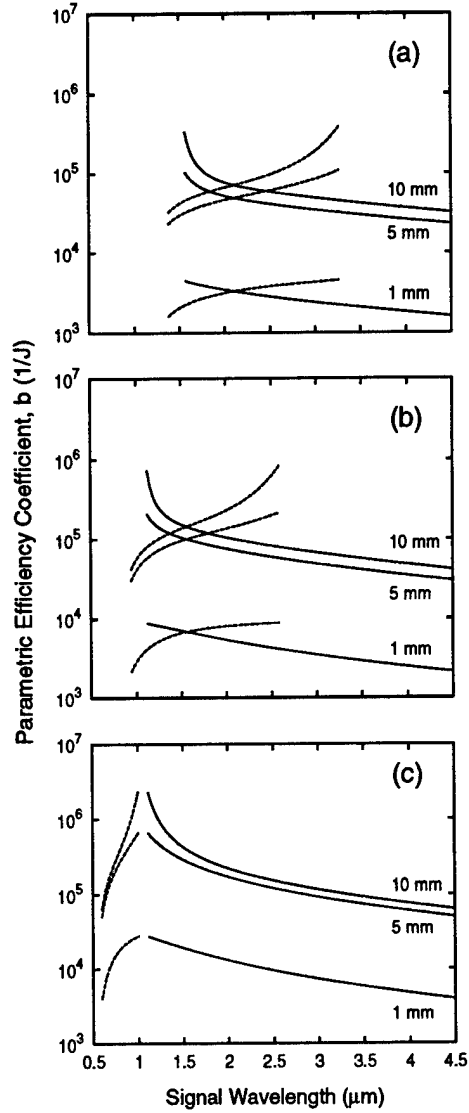 Parametric Efficiency Coefficient, b (1/J)
10⁷
(a)
10⁶
10⁵
10 mm
5 mm
10⁴
1 mm
10³
10⁷
(b)
10⁶
10⁵
10 mm
5 mm
10⁴
1 mm
10³
10⁷
(c)
10⁶
10⁵
10 mm
5 mm
10⁴
1 mm
10³
0.5 1 1.5 2 2.5 3 3.5 4 4.5
Signal Wavelength (μm)